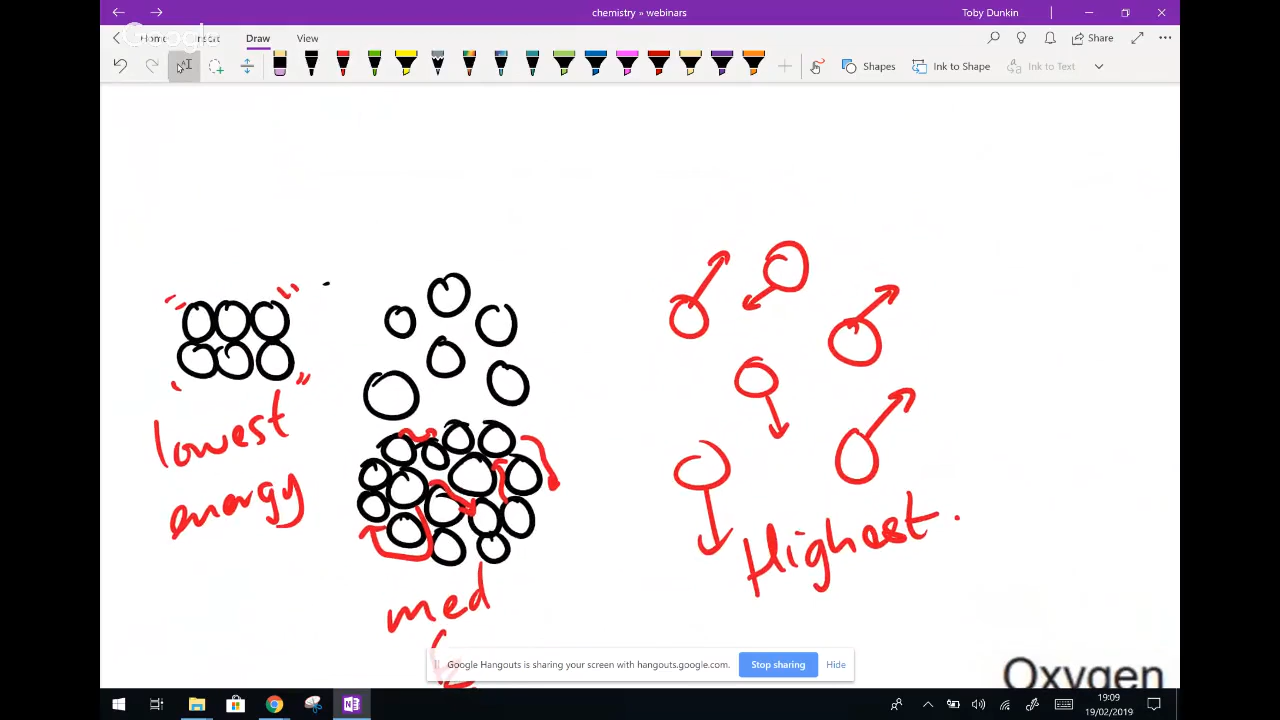 chemistry » webinars
Toby Dunkin
Google
Home
Insert
Draw
View
Share
Shapes
Ink to Shape
Ink to Text
lowest
energy
med
Highest.
Google Hangouts is sharing your screen with hangouts.google.com.
Stop sharing
Hide
Oxygen
19:09
19/02/2019